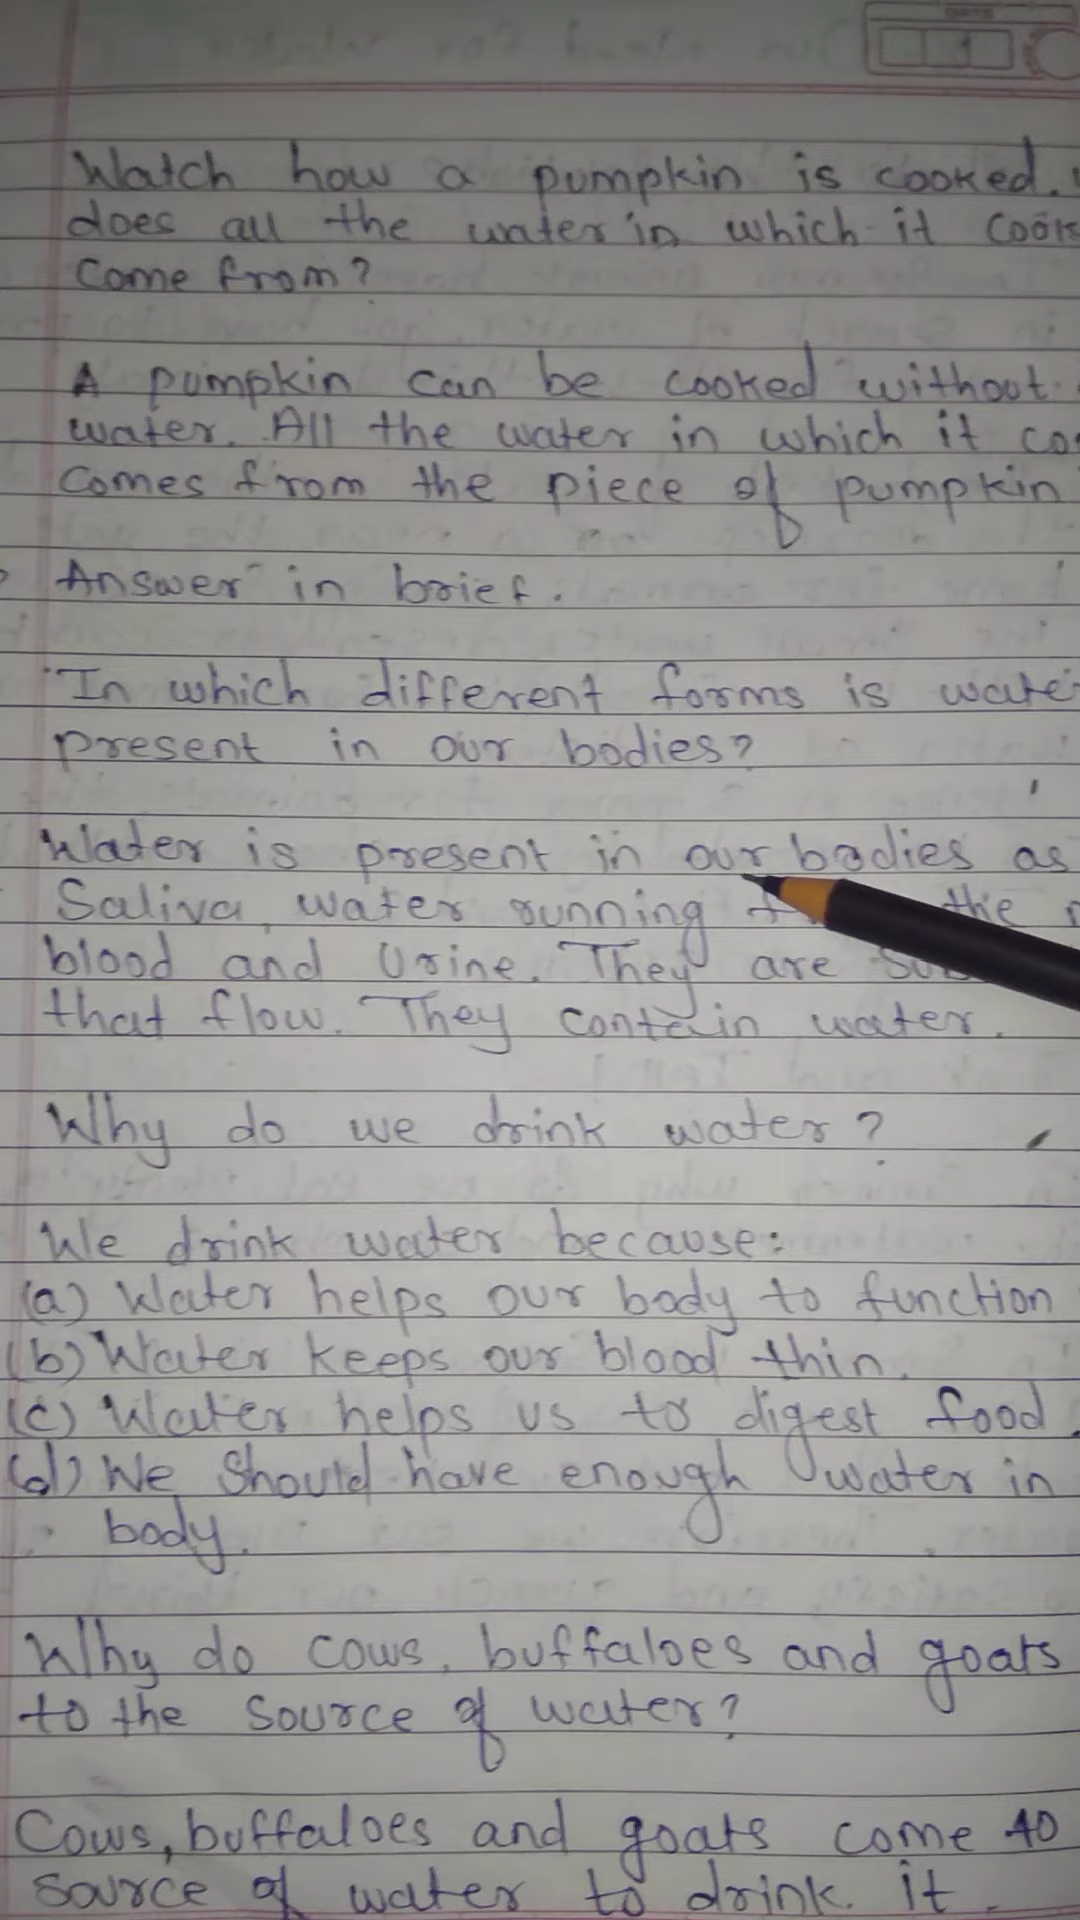 DATE
Watch how a pumpkin is cooked.
does all the water in which it cooks
Come from?
A pumpkin can be cooked without
water. All the water in which it
Comes from the piece of pumpkin
Answer in brief.
In which different forms is water
present in our bodies?
Water is present in our bodies as
Saliva, water running the
blood and Urine. They are
that flow. They contain water.
Why do we drink water?
We drink water because:
(a) Water helps our body to function
(b) Water keeps our blood thin.
(c) Water helps us to digest food.
(d) We Should have enough water in
body.
Why do cows, buffaloes and goats
to the source of water?
Cows, buffaloes and goats come to
source of water to drink it.